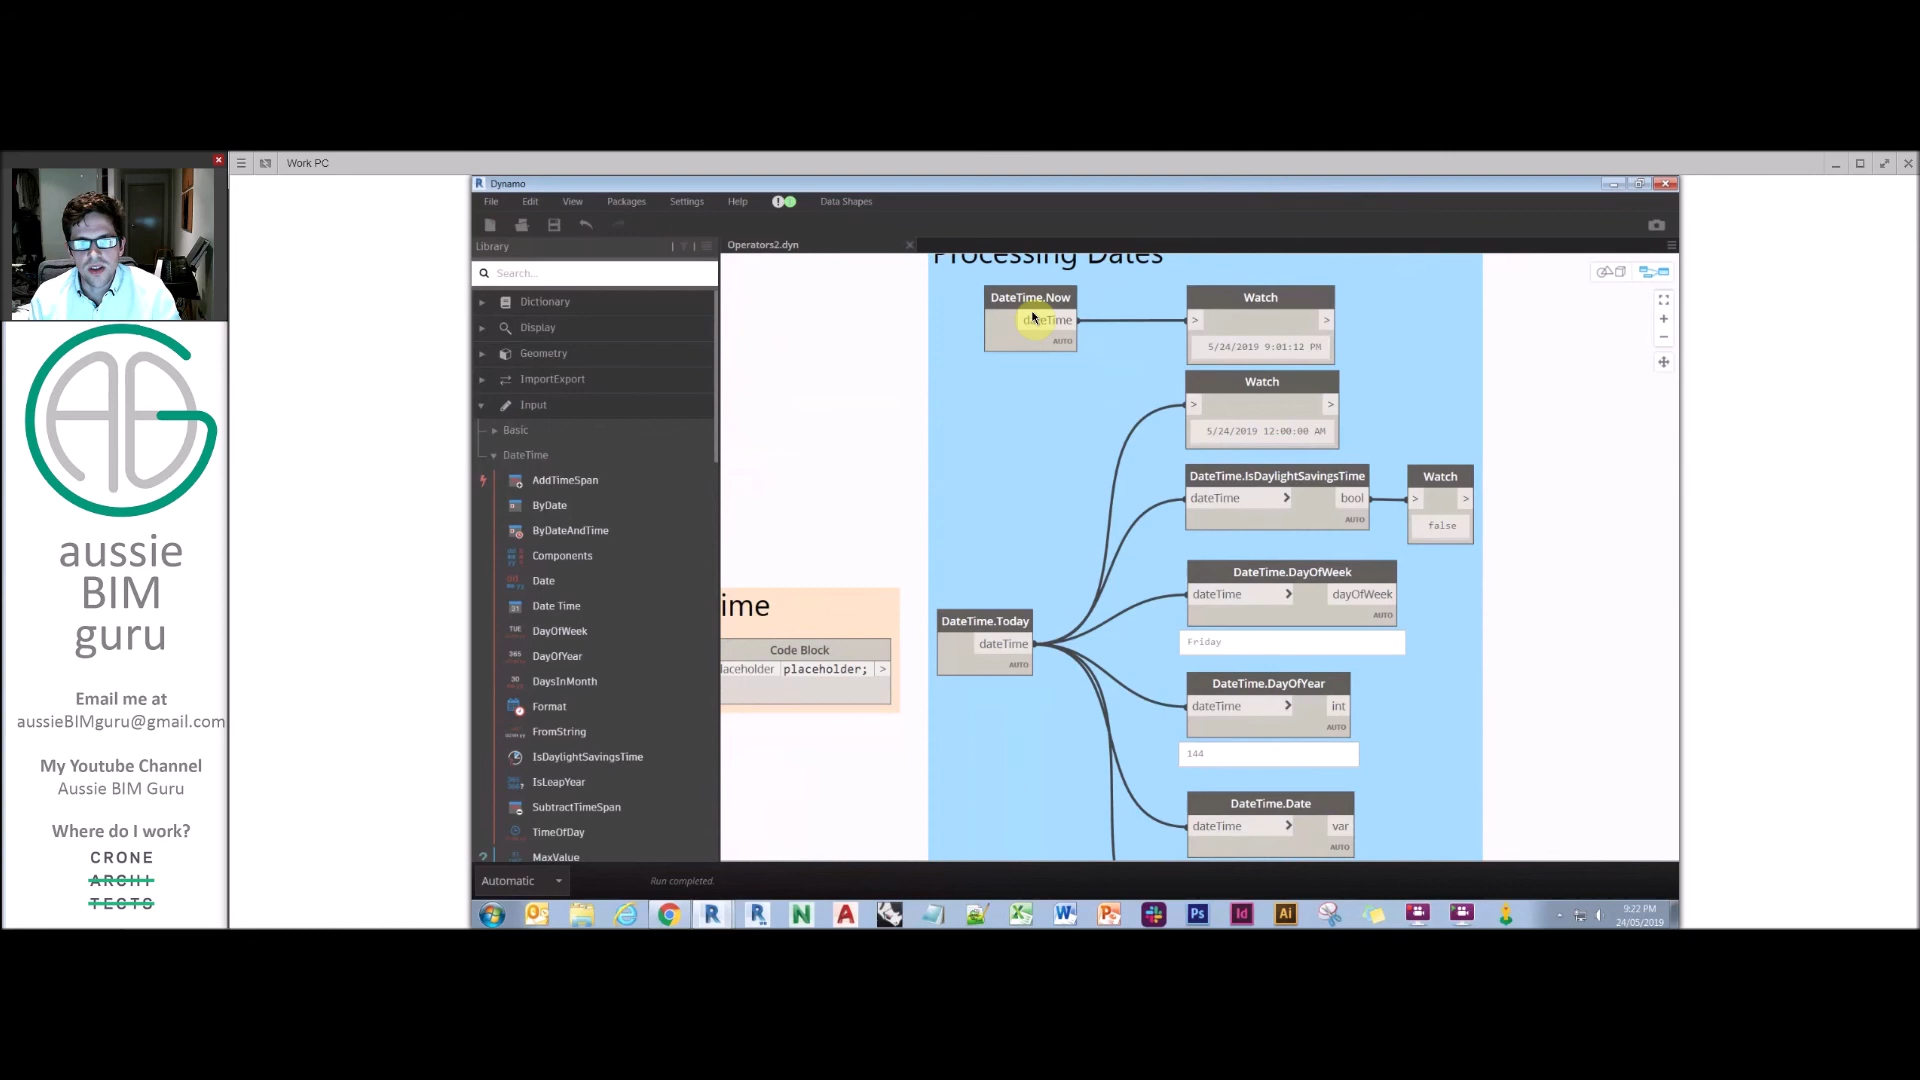 Work PC
aussie
BIM
guru
Email me at
aussieBIMguru@gmail.com
My Youtube Channel
Aussie BIM Guru
Where do I work?
CRONE
ARCHI
TECTS
Dynamo
File Edit View Packages Settings Help Data Shapes
Library
Operators2.dyn
Search...
Dictionary
Display
Geometry
ImportExport
Input
Basic
DateTime
AddTimeSpan
ByDate
ByDateAndTime
Components
Date
Date Time
DayOfWeek
DayOfYear
DaysInMonth
Format
FromString
IsDaylightSavingsTime
IsLeapYear
SubtractTimeSpan
TimeOfDay
MaxValue
Automatic
Run completed.
ime
Code Block
laceholder placeholder; >
Processing Dates
DateTime.Now
dateTime
AUTO
Watch
> >
5/24/2019 9:01:12 PM
Watch
> >
5/24/2019 12:00:00 AM
DateTime.IsDaylightSavingsTime
dateTime > bool
AUTO
Watch
> >
false
DateTime.DayOfWeek
dateTime > dayOfWeek
AUTO
Friday
DateTime.Today
dateTime
AUTO
DateTime.DayOfYear
dateTime > int
AUTO
144
DateTime.Date
dateTime > var
AUTO
9:22 PM
24/05/2019